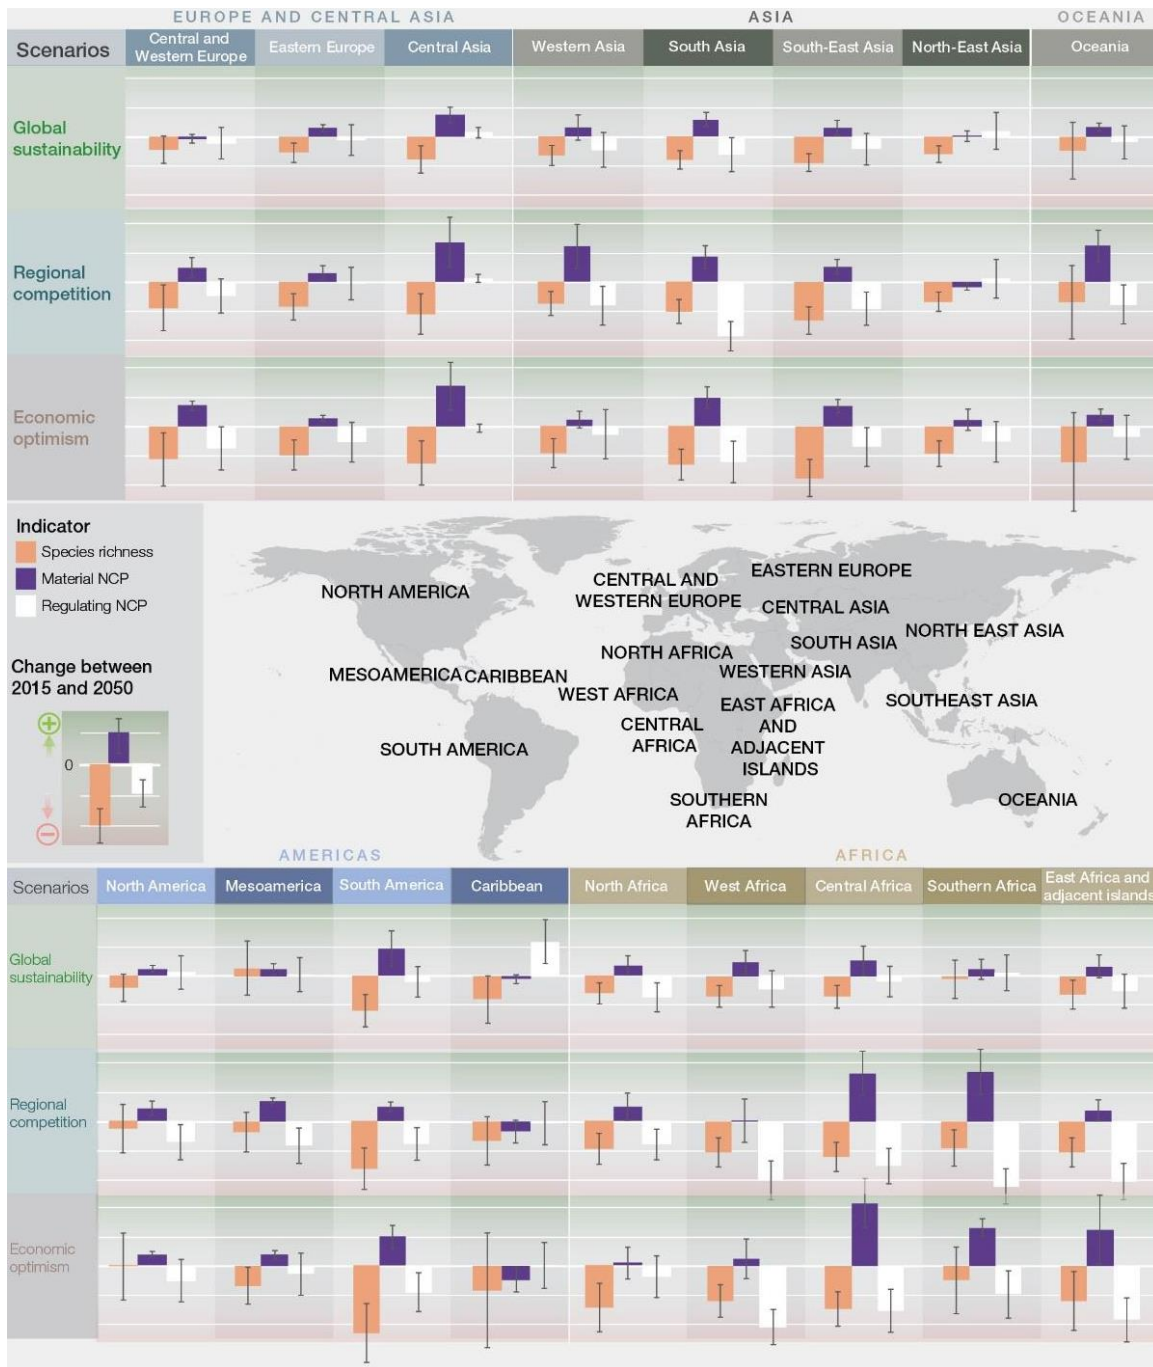 EUROPE AND CENTRAL ASIA ASIA OCEANIA
Scenarios Central and Western Europe Eastern Europe Central Asia Western Asia South Asia South-East Asia North-East Asia Oceania
Global
sustainability
Regional
competition
Economic
optimism
Indicator
Species richness
Material NCP
Regulating NCP
Change between
2015 and 2050
0
NORTH AMERICA
CENTRAL AND
WESTERN EUROPE
EASTERN EUROPE
CENTRAL ASIA
NORTH EAST ASIA
SOUTH ASIA
NORTH AFRICA
WESTERN ASIA
MESOAMERICA
CARIBBEAN
WEST AFRICA
SOUTHEAST ASIA
EAST AFRICA
AND
ADJACENT
ISLANDS
CENTRAL
AFRICA
SOUTH AMERICA
SOUTHERN
AFRICA
OCEANIA
AMERICAS AFRICA
Scenarios North America Mesoamerica South America Caribbean North Africa West Africa Central Africa Southern Africa East Africa and adjacent islands
Global
sustainability
Regional
competition
Economic
optimism